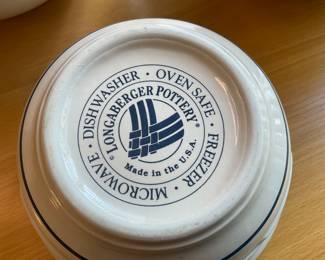 MICROWAVE · DISHWASHER · OVEN SAFE · FREEZER ·
LONGABERGER POTTERY®
Made in the U.S.A.